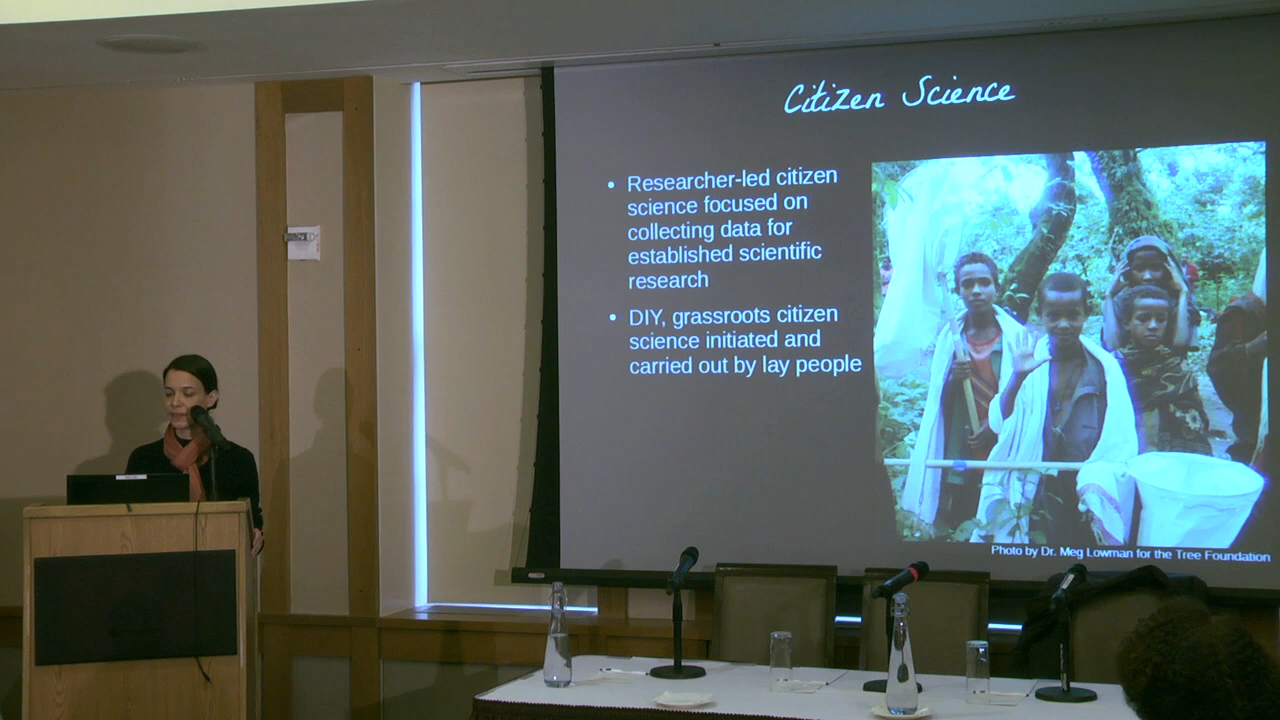 Citizen Science
• Researcher-led citizen
science focused on
collecting data for
established scientific
research
• DIY, grassroots citizen
science initiated and
carried out by lay people
Photo by Dr. Meg Lowman for the Tree Foundation